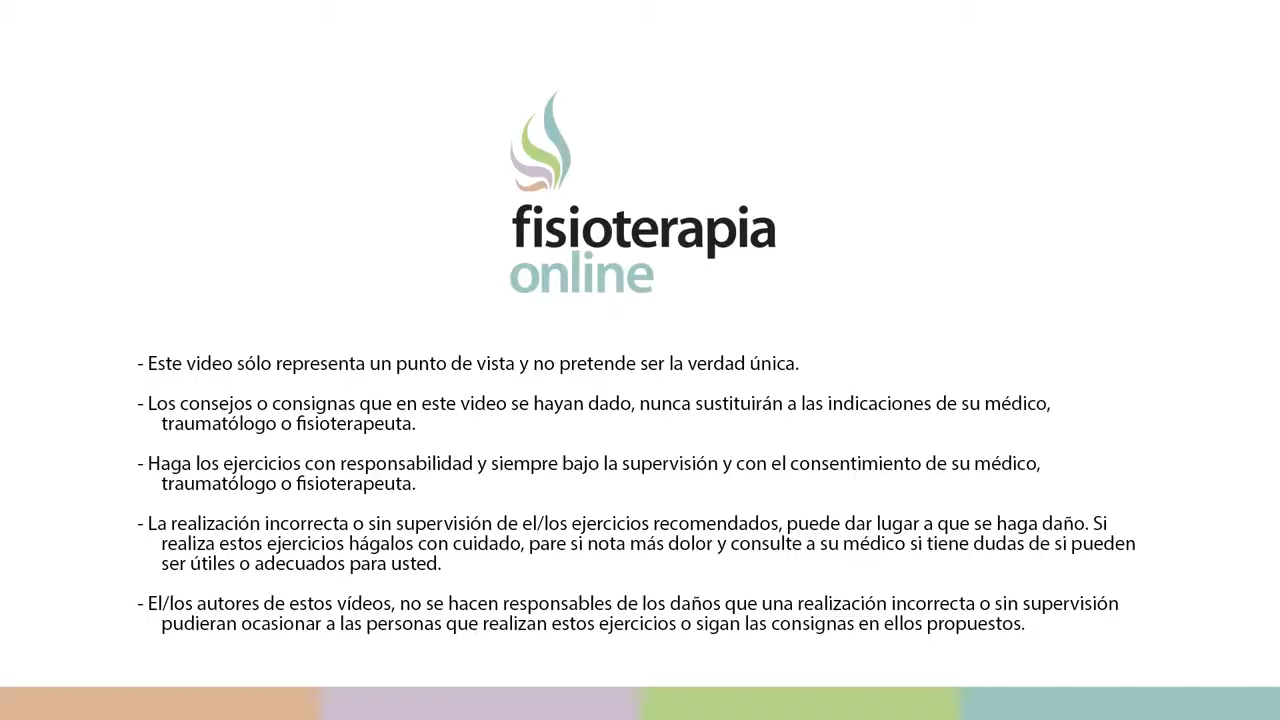 fisioterapia
online
- Este video sólo representa un punto de vista y no pretende ser la verdad única.
- Los consejos o consignas que en este video se hayan dado, nunca sustituirán a las indicaciones de su médico,
traumatólogo o fisioterapeuta.
- Haga los ejercicios con responsabilidad y siempre bajo la supervisión y con el consentimiento de su médico,
traumatólogo o fisioterapeuta.
- La realización incorrecta o sin supervisión de el/los ejercicios recomendados, puede dar lugar a que se haga daño. Si
realiza estos ejercicios hágalos con cuidado, pare si nota más dolor y consulte a su médico si tiene dudas de si pueden
ser útiles o adecuados para usted.
- El/los autores de estos vídeos, no se hacen responsables de los daños que una realización incorrecta o sin supervisión
pudieran ocasionar a las personas que realizan estos ejercicios o sigan las consignas en ellos propuestos.